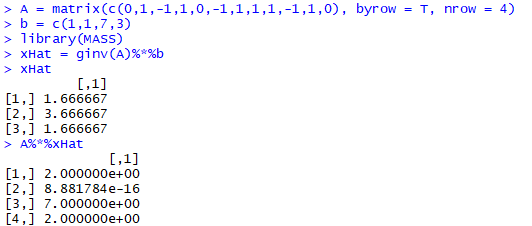 > A = matrix(c(0,1,-1,1,0,-1,1,1,1,-1,1,0), byrow = T, nrow = 4)
> b = c(1,1,7,3)
> library(MASS)
> xHat = ginv(A)%*%b
> xHat
[,1]
[1,] 1.666667
[2,] 3.666667
[3,] 1.666667
> A%*%xHat
[,1]
[1,] 2.000000e+00
[2,] 8.881784e-16
[3,] 7.000000e+00
[4,] 2.000000e+00